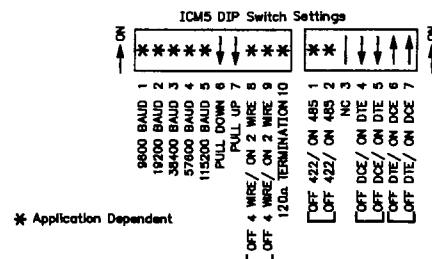 ICM5 DIP Switch Settings
ON
ON
* * * * * * * *
* *
9600 BAUD 1
19200 BAUD 2
38400 BAUD 3
57600 BAUD 4
115200 BAUD 5
PULL DOWN 6
PULL UP 7
OFF 4 WIRE/ ON 2 WIRE 8
OFF 4 WIRE/ ON 2 WIRE 9
120Ω TERMINATION 10
OFF 422/ ON 485 1
OFF 422/ ON 485 2
NC 3
OFF DCE/ ON DTE 4
OFF DCE/ ON DTE 5
OFF DTE/ ON DCE 6
OFF DTE/ ON DCE 7
* Application Dependent